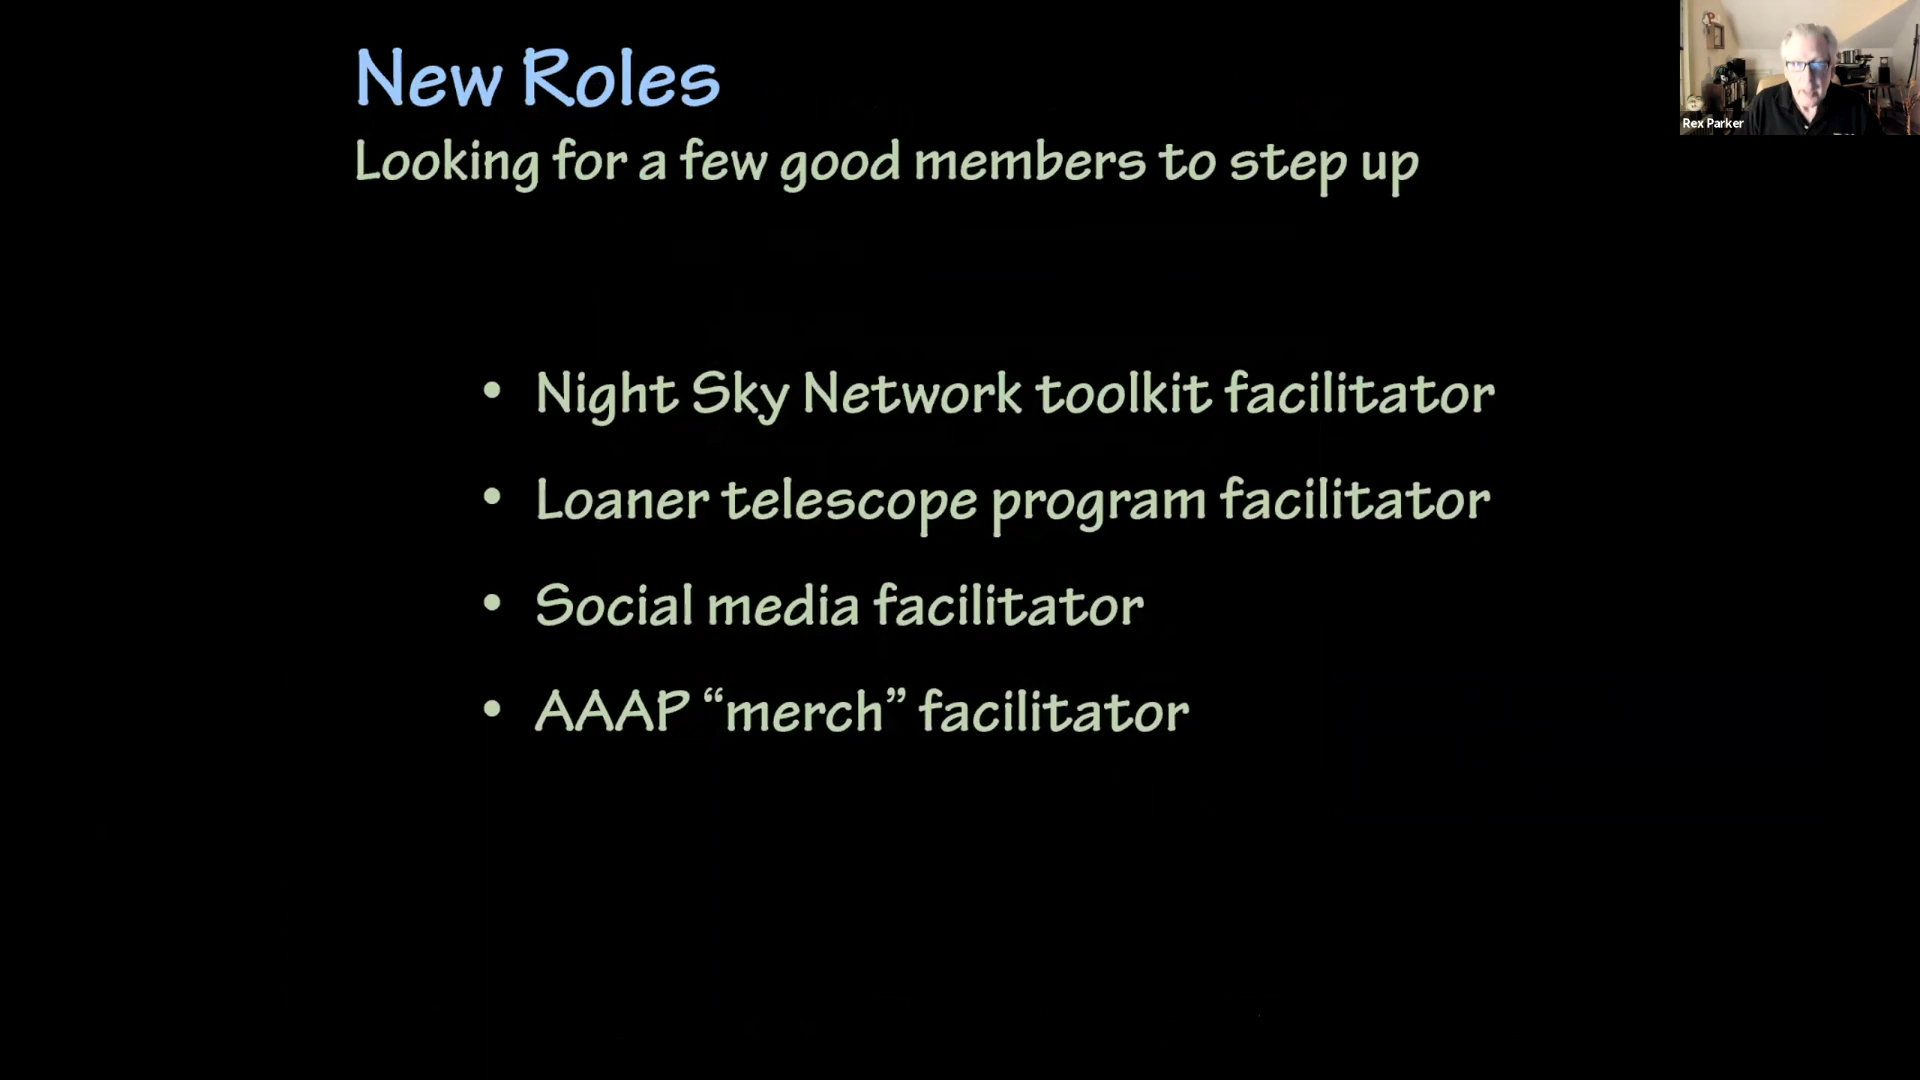 New Roles
Looking for a few good members to step up
• Night Sky Network toolkit facilitator
• Loaner telescope program facilitator
• Social media facilitator
• AAAP “merch” facilitator
Rex Parker